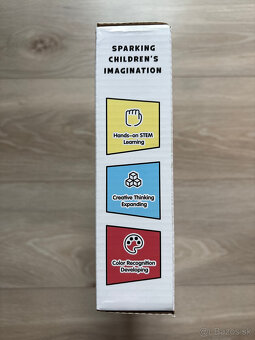 SPARKING
CHILDREN'S
IMAGINATION
Hands-on STEM
Learning
Creative Thinking
Expanding
Color Recognition
Developing